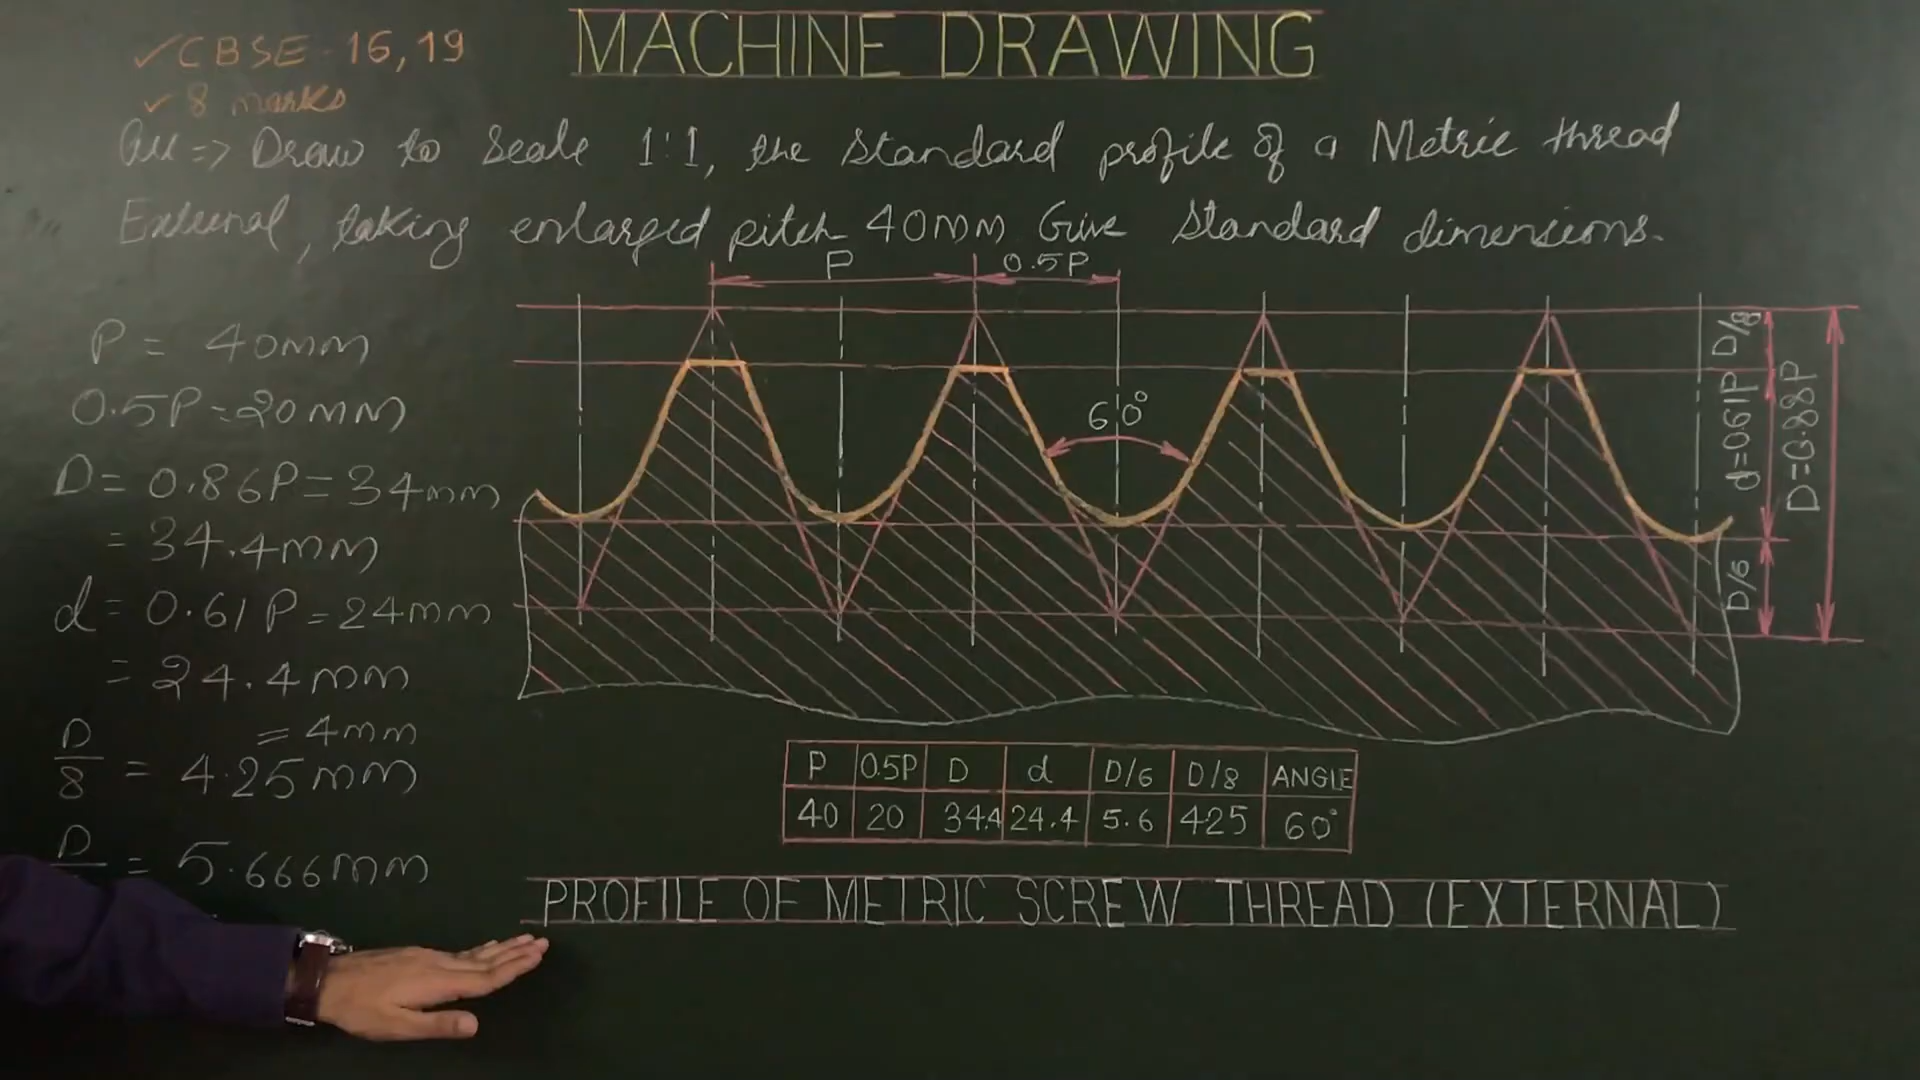 ✓CBSE-16,19
MACHINE DRAWING
✓ 8 marks
Qu => Draw to Scale 1:1, the standard profile of a Metric thread
External, taking enlarged pitch 40mm Give Standard dimensions.
P
0.5P
P = 40mm
0.5P=20mm
D= 0.86P=34mm
= 34.4mm
d= 0.61P=24mm
= 24.4mm
= 4mm
D/8 = 4.25mm
D
= 5.666mm
60°
D/8
d=0.61P
D/6
D=0.88P
P 0.5P D d D/6 D/8 ANGLE
40 20 34.4 24.4 5.6 425 60°
PROFILE OF METRIC SCREW THREAD (EXTERNAL)